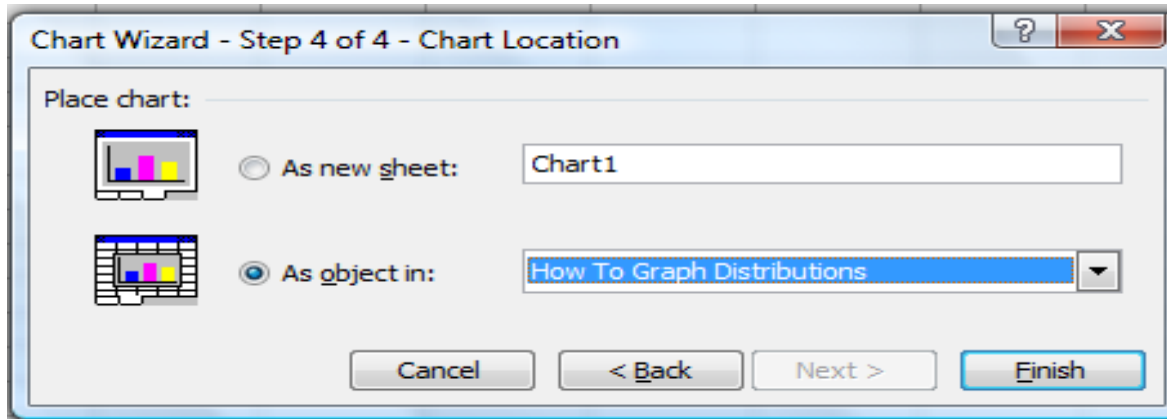 Chart Wizard - Step 4 of 4 - Chart Location
?
Place chart:
As new sheet: Chart1
As object in: How To Graph Distributions
Cancel < Back Next > Finish